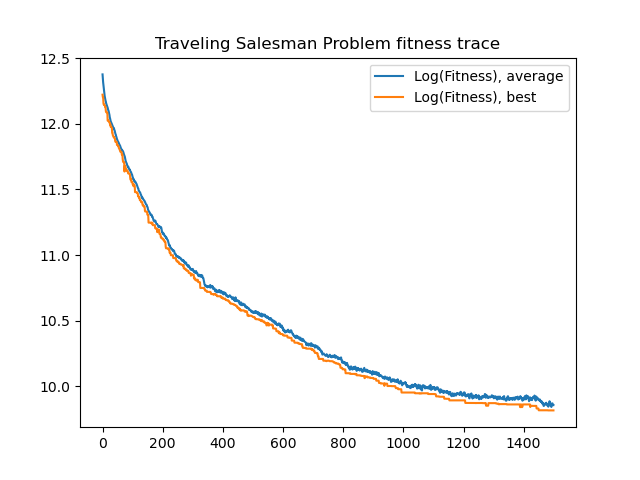 Traveling Salesman Problem fitness trace
12.5
12.0
11.5
11.0
10.5
10.0
Log(Fitness), average
Log(Fitness), best
0 200 400 600 800 1000 1200 1400